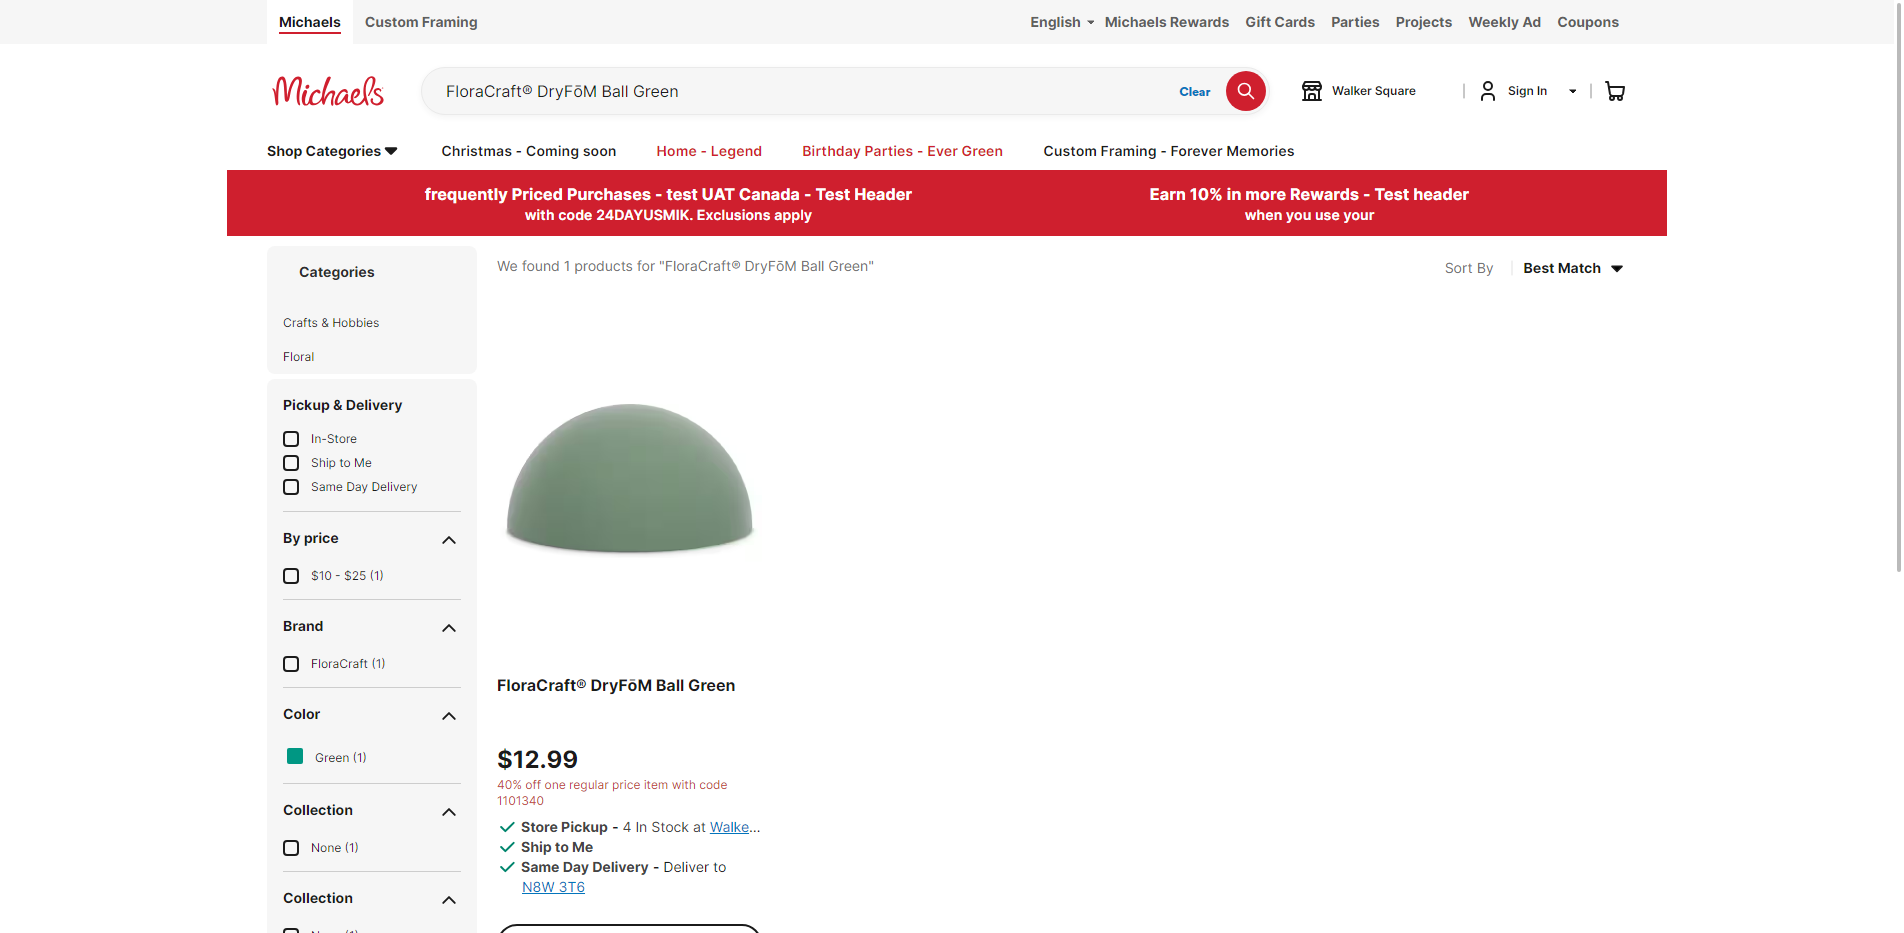 Michaels
Custom Framing
English
Michaels Rewards
Gift Cards
Parties
Projects
Weekly Ad
Coupons
Michaels
FloraCraft® DryFōM Ball Green
Clear
Walker Square
Sign In
Shop Categories
Christmas - Coming soon
Home - Legend
Birthday Parties - Ever Green
Custom Framing - Forever Memories
frequently Priced Purchases - test UAT Canada - Test Header
with code 24DAYUSMIK. Exclusions apply
Earn 10% in more Rewards - Test header
when you use your
Categories
Crafts & Hobbies
Floral
Pickup & Delivery
In-Store
Ship to Me
Same Day Delivery
By price
$10 - $25 (1)
Brand
FloraCraft (1)
Color
Green (1)
Collection
None (1)
Collection
We found 1 products for "FloraCraft® DryFōM Ball Green"
Sort By
Best Match
FloraCraft® DryFōM Ball Green
$12.99
40% off one regular price item with code
1101340
Store Pickup - 4 In Stock at Walke...
Ship to Me
Same Day Delivery - Deliver to
N8W 3T6